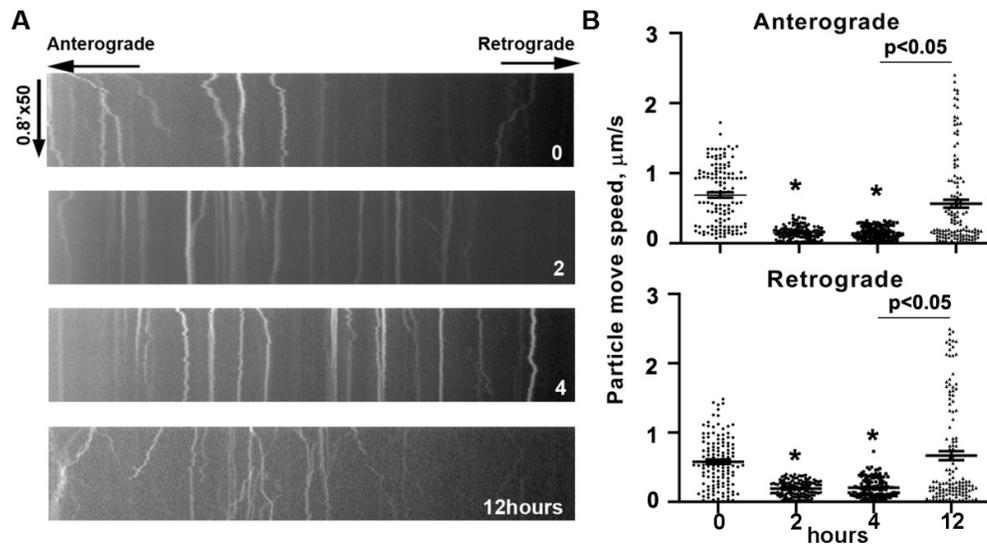 A
Anterograde
Retrograde
0.8'x50
0
2
4
12hours
B
Anterograde
p<0.05
3
2
1
0
*
*
Particle move speed, μm/s
Retrograde
p<0.05
3
2
1
0
*
*
0 2 4 12
hours